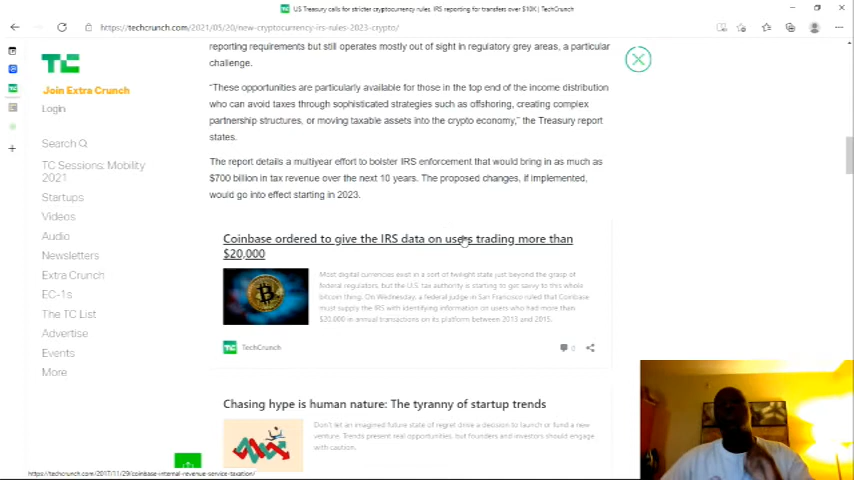 US Treasury calls for stricter cryptocurrency rules, IRS reporting for transfers over $10K | TechCrunch
https://techcrunch.com/2021/05/20/new-cryptocurrency-irs-rules-2023-crypto/
TC
Join Extra Crunch
Login
Search
TC Sessions: Mobility
2021
Startups
Videos
Audio
Newsletters
Extra Crunch
EC-1s
The TC List
Advertise
Events
More
reporting requirements but still operates mostly out of sight in regulatory grey areas, a particular
challenge.
“These opportunities are particularly available for those in the top end of the income distribution
who can avoid taxes through sophisticated strategies such as offshoring, creating complex
partnership structures, or moving taxable assets into the crypto economy,” the Treasury report
states.
The report details a multiyear effort to bolster IRS enforcement that would bring in as much as
$700 billion in tax revenue over the next 10 years. The proposed changes, if implemented,
would go into effect starting in 2023.
Coinbase ordered to give the IRS data on users trading more than
$20,000
Most digital currencies exist in a sort of twilight state just beyond the grasp of
federal regulators, but the U.S. tax authority is starting to get savvy to this whole
bitcoin thing. On Wednesday, a federal judge in San Francisco ruled that Coinbase
must supply the IRS with identifying information on users who had more than
$20,000 in annual transactions on its platform between 2013 and 2015.
TechCrunch
0
Chasing hype is human nature: The tyranny of startup trends
Don't let an imagined future state of regret drive a decision to launch or fund a new
venture. Trends present real opportunities, but founders and investors should engage
with caution.
https://techcrunch.com/2017/11/29/coinbase-internal-revenue-service-taxation/